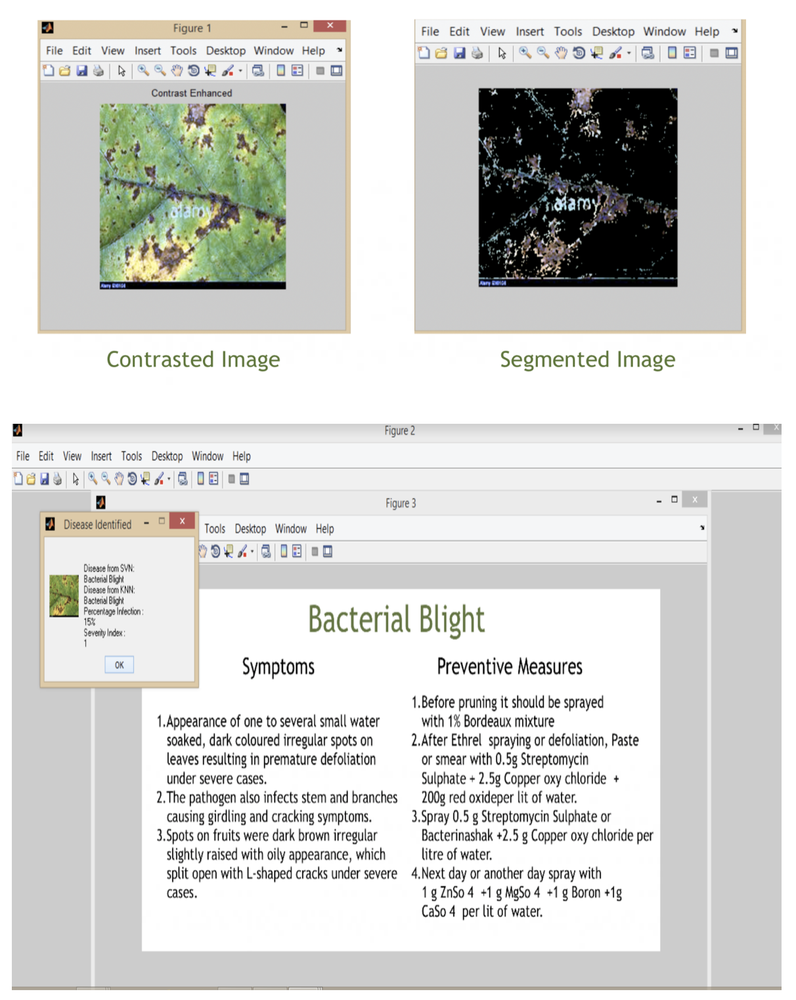 Figure 1
File Edit View Insert Tools Desktop Window Help
Contrast Enhanced
alamy
Contrasted Image
File Edit View Insert Tools Desktop Window Help
alamy
Segmented Image
Figure 2
File Edit View Insert Tools Desktop Window Help
Figure 3
Tools Desktop Window Help
Disease Identified
Disease from SVN:
Bacterial Blight
Disease from KNN:
Bacterial Blight
Percentage Infection :
15%
Severity Index :
1
OK
Bacterial Blight
Symptoms
1.Appearance of one to several small water
soaked, dark coloured irregular spots on
leaves resulting in premature defoliation
under severe cases.
2.The pathogen also infects stem and branches
causing girdling and cracking symptoms.
3.Spots on fruits were dark brown irregular
slightly raised with oily appearance, which
split open with L-shaped cracks under severe
cases.
Preventive Measures
1.Before pruning it should be sprayed
with 1% Bordeaux mixture
2.After Ethrel spraying or defoliation, Paste
or smear with 0.5g Streptomycin
Sulphate + 2.5g Copper oxy chloride +
200g red oxideper lit of water.
3.Spray 0.5 g Streptomycin Sulphate or
Bacterinashak +2.5 g Copper oxy chloride per
litre of water.
4.Next day or another day spray with
1 g ZnSo 4 +1 g MgSo 4 +1 g Boron +1g
CaSo 4 per lit of water.